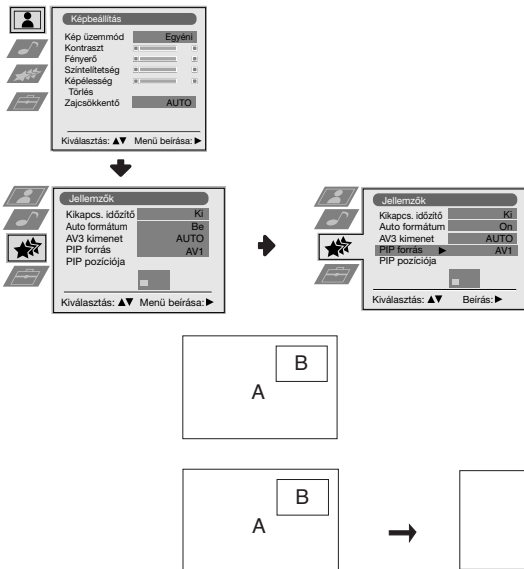 Képbeállítás
Kép üzemmód Egyéni
Kontraszt
Fényerő
Színtelítetség
Képélesség
Törlés
Zajcsökkentő AUTO
Kiválasztás: ▲▼ Menü beírása: ▶
Jellemzők
Kikapcs. időzítő Ki
Auto formátum Be
AV3 kimenet AUTO
PIP forrás AV1
PIP pozíciója
Kiválasztás: ▲▼ Menü beírása: ▶
Jellemzők
Kikapcs. időzítő Ki
Auto formátum On
AV3 kimenet AUTO
PIP forrás ▶ AV1
PIP pozíciója
Kiválasztás: ▲▼ Beírás: ▶
B
A
B
A